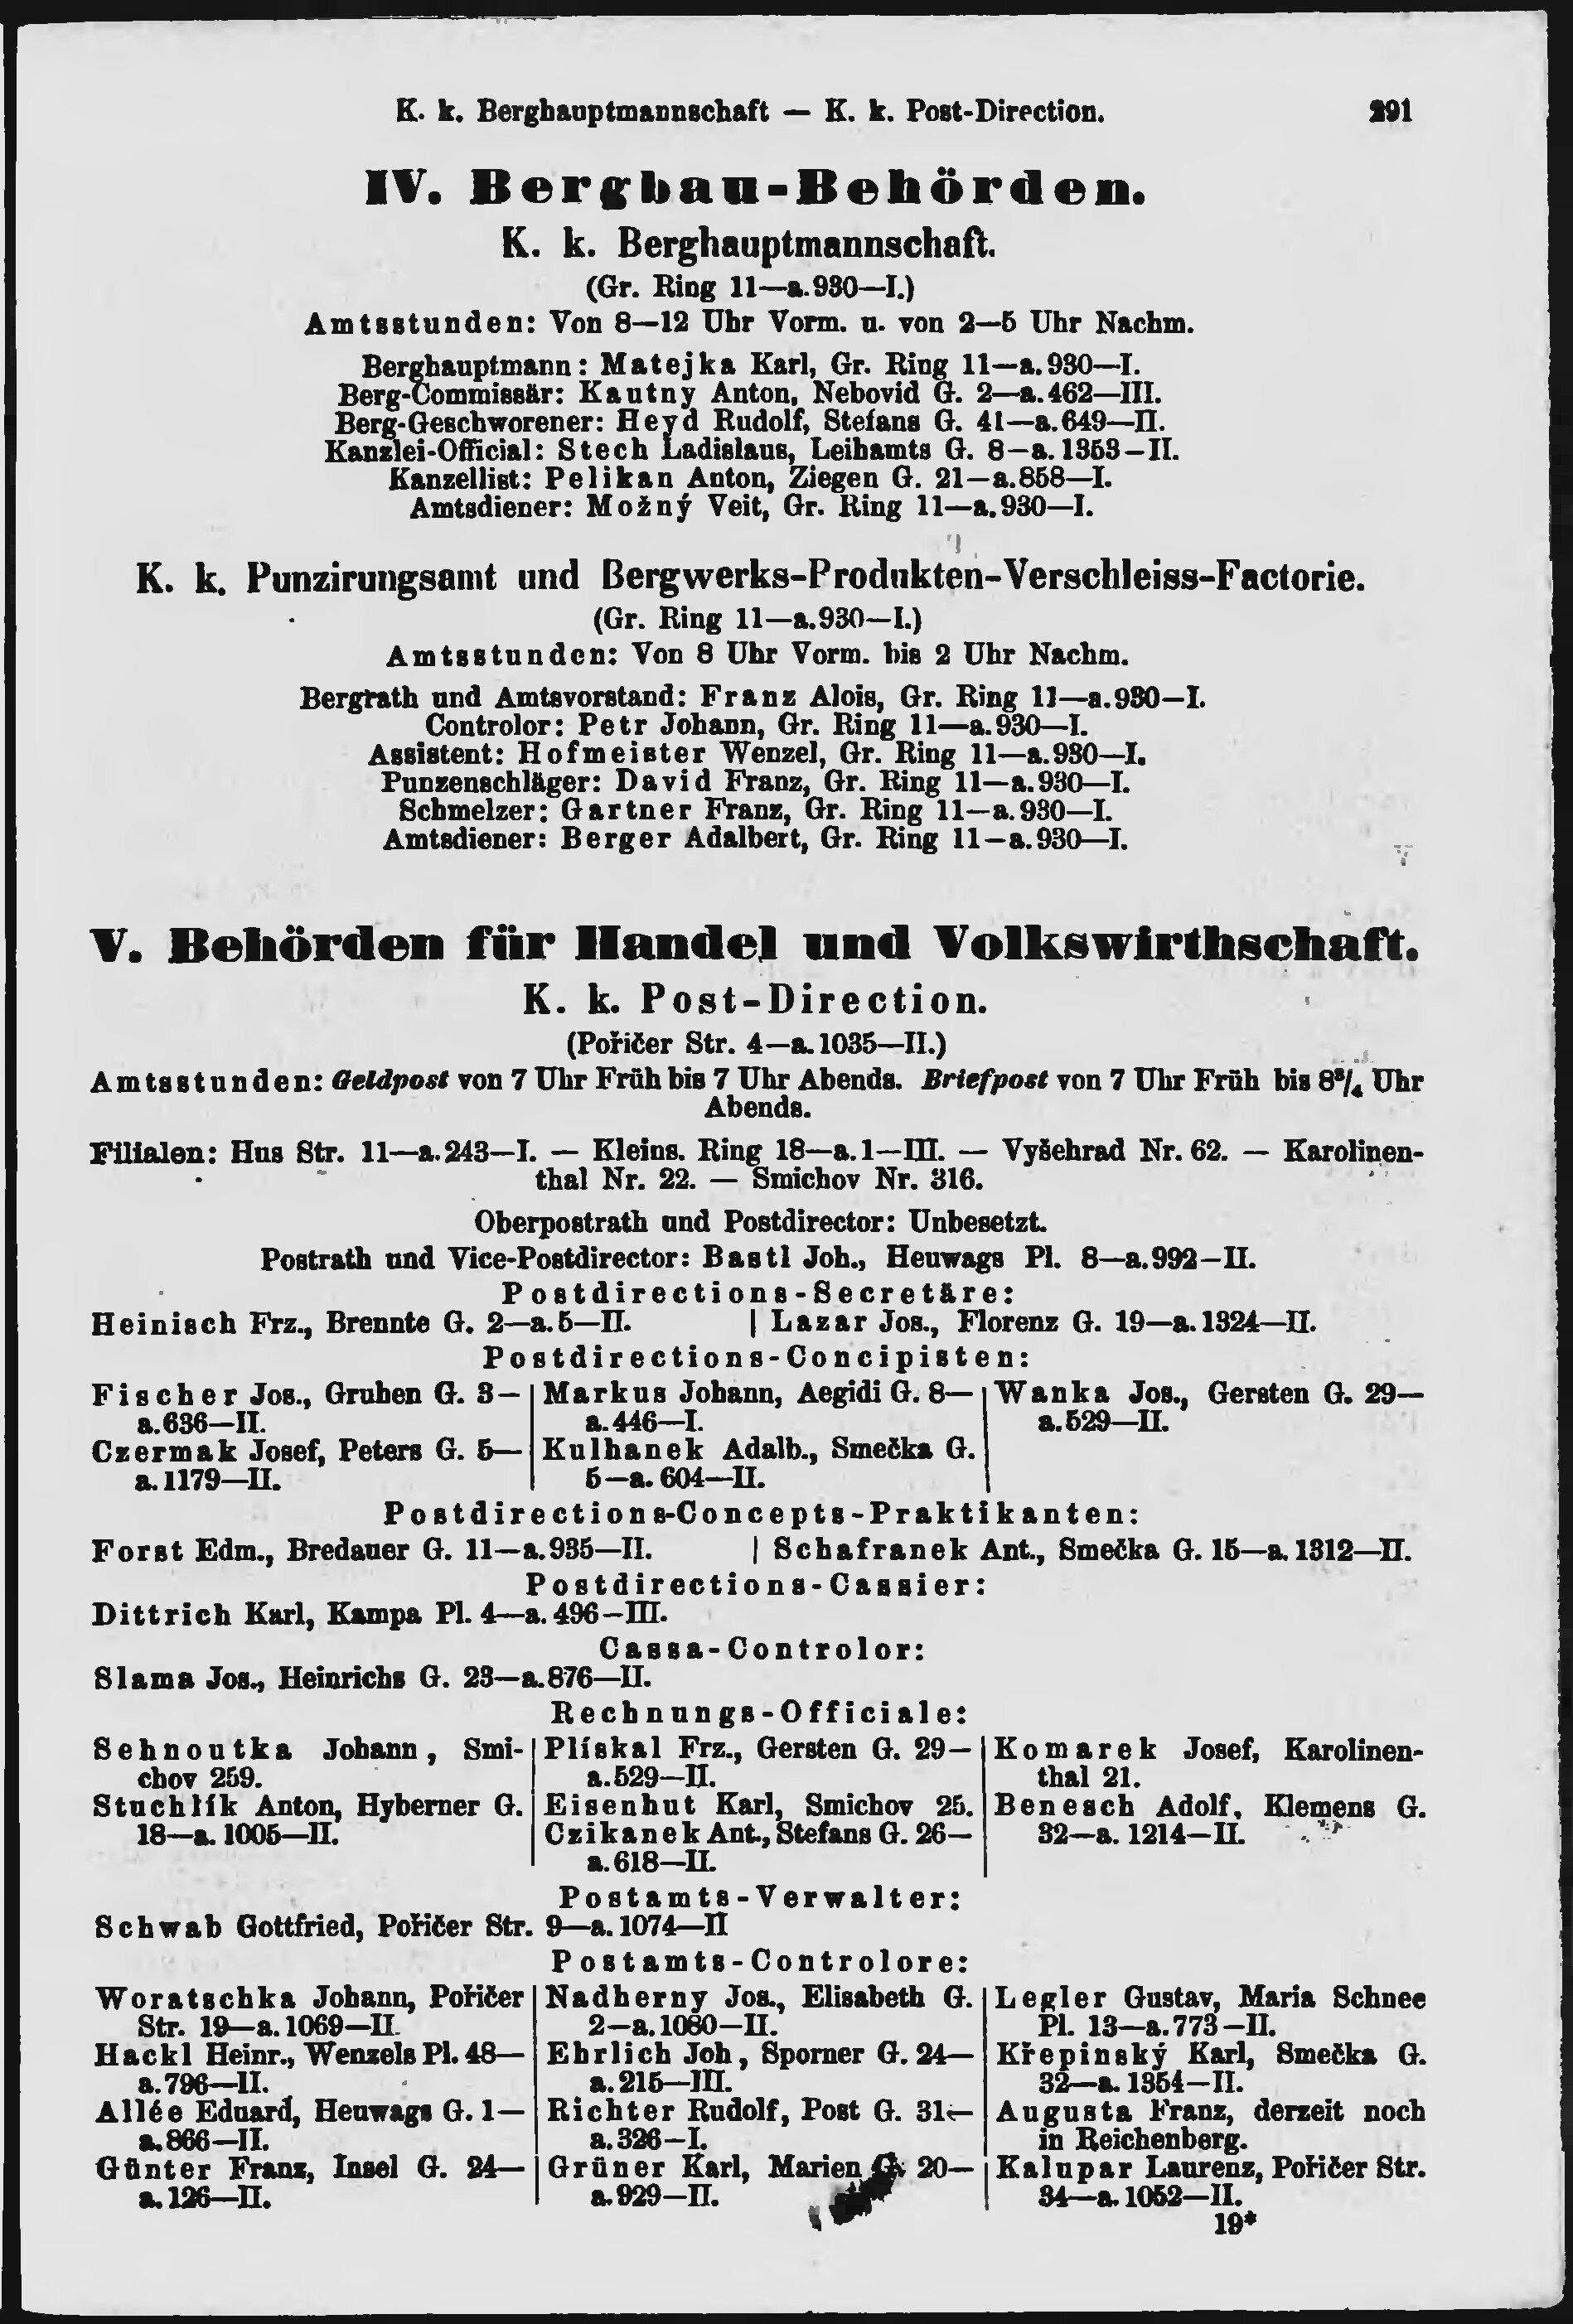 K. k. Berghauptmannschaft — K. k. Post-Direction. 291
IV. Bergbau-Behörden.
K. k. Berghauptmannschaft.
(Gr. Ring 11—a.930—I.)
Amtsstunden: Von 8—12 Uhr Vorm. u. von 2—5 Uhr Nachm.
Berghauptmann: Matejka Karl, Gr. Ring 11—a.930—I.
Berg-Commissär: Kautny Anton, Nebovid G. 2—a.462—III.
Berg-Geschworener: Heyd Rudolf, Stefans G. 41—a.649—II.
Kanzlei-Official: Stech Ladislaus, Leihamts G. 8—a.1353—II.
Kanzellist: Pelikan Anton, Ziegen G. 21—a.858—I.
Amtsdiener: Možný Veit, Gr. Ring 11—a.930—I.
K. k. Punzirungsamt und Bergwerks-Produkten-Verschleiss-Factorie.
(Gr. Ring 11—a.930—I.)
Amtsstunden: Von 8 Uhr Vorm. bis 2 Uhr Nachm.
Bergrath und Amtsvorstand: Franz Alois, Gr. Ring 11—a.930—I.
Controlor: Petr Johann, Gr. Ring 11—a.930—I.
Assistent: Hofmeister Wenzel, Gr. Ring 11—a.930—I.
Punzenschläger: David Franz, Gr. Ring 11—a.930—I.
Schmelzer: Gartner Franz, Gr. Ring 11—a.930—I.
Amtsdiener: Berger Adalbert, Gr. Ring 11—a.930—I.
V. Behörden für Handel und Volkswirthschaft.
K. k. Post-Direction.
(Pořičer Str. 4—a.1035—II.)
Amtsstunden: Geldpost von 7 Uhr Früh bis 7 Uhr Abends. Briefpost von 7 Uhr Früh bis 8³/₄ Uhr
Abends.
Filialen: Hus Str. 11—a.243—I. — Kleins. Ring 18—a.1—III. — Vyšehrad Nr. 62. — Karolinen-
thal Nr. 22. — Smichov Nr. 316.
Oberpostrath und Postdirector: Unbesetzt.
Postrath und Vice-Postdirector: Bastl Joh., Heuwags Pl. 8—a.992—II.
Postdirections-Secretäre:
Heinisch Frz., Brennte G. 2—a.5—II.
Lazar Jos., Florenz G. 19—a.1324—II.
Postdirections-Concipisten:
Fischer Jos., Gruben G. 3—
a.636—II.
Czermak Josef, Peters G. 5—
a.1179—II.
Markus Johann, Aegidi G. 8—
a.446—I.
Kulhanek Adalb., Smečka G.
5—a.604—II.
Wanka Jos., Gersten G. 29—
a.529—II.
Postdirections-Concepts-Praktikanten:
Forst Edm., Bredauer G. 11—a.935—II.
Schafranek Ant., Smečka G. 15—a.1312—II.
Postdirections-Cassier:
Dittrich Karl, Kampa Pl. 4—a.496—III.
Cassa-Controlor:
Slama Jos., Heinrichs G. 23—a.876—II.
Rechnungs-Officiale:
Sehnoutka Johann, Smi-
chov 259.
Stuchlík Anton, Hyberner G.
18—a.1005—II.
Plískal Frz., Gersten G. 29—
a.529—II.
Eisenhut Karl, Smichov 25.
Czikanek Ant., Stefans G. 26—
a.618—II.
Komarek Josef, Karolinen-
thal 21.
Benesch Adolf, Klemens G.
32—a.1214—II.
Postamts-Verwalter:
Schwab Gottfried, Pořičer Str. 9—a.1074—II
Postamts-Controlore:
Woratschka Johann, Pořičer
Str. 19—a.1069—II.
Hackl Heinr., Wenzels Pl. 48—
a.796—II.
Allée Eduard, Heuwags G. 1—
a.866—II.
Günter Franz, Insel G. 24—
a.126—II.
Nadherny Jos., Elisabeth G.
2—a.1080—II.
Ehrlich Joh, Sporner G. 24—
a.215—III.
Richter Rudolf, Post G. 31—
a.326—I.
Grüner Karl, Marien G. 20—
a.929—II.
Legler Gustav, Maria Schnee
Pl. 13—a.773—II.
Křepinský Karl, Smečka G.
32—a.1354—II.
Augusta Franz, derzeit noch
in Reichenberg.
Kalupar Laurenz, Pořičer Str.
34—a.1052—II.
19*